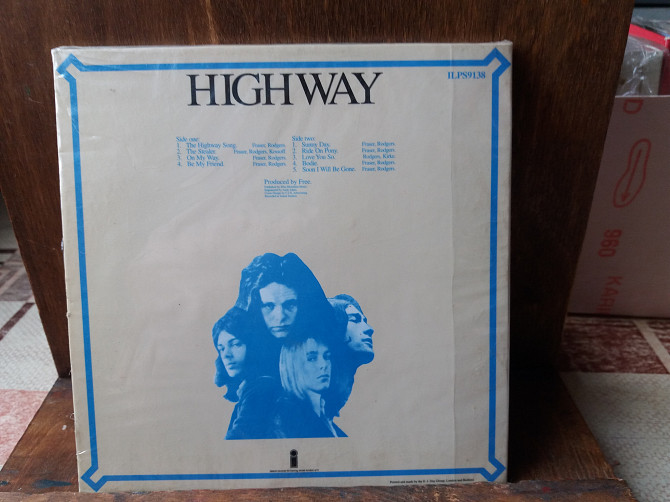 HIGHWAY
ILPS9138
Side one:
1. The Highway Song. Fraser, Rodgers.
2. The Stealer. Fraser, Rodgers, Kossoff.
3. On My Way. Fraser, Rodgers.
4. Be My Friend. Fraser, Rodgers.
Side two:
1. Sunny Day. Fraser, Rodgers.
2. Ride On Pony. Fraser, Rodgers.
3. Love You So. Rodgers, Kirke.
4. Bodie. Fraser, Rodgers.
5. Soon I Will Be Gone. Fraser, Rodgers.
Produced by Free.
i
D
960
KARI